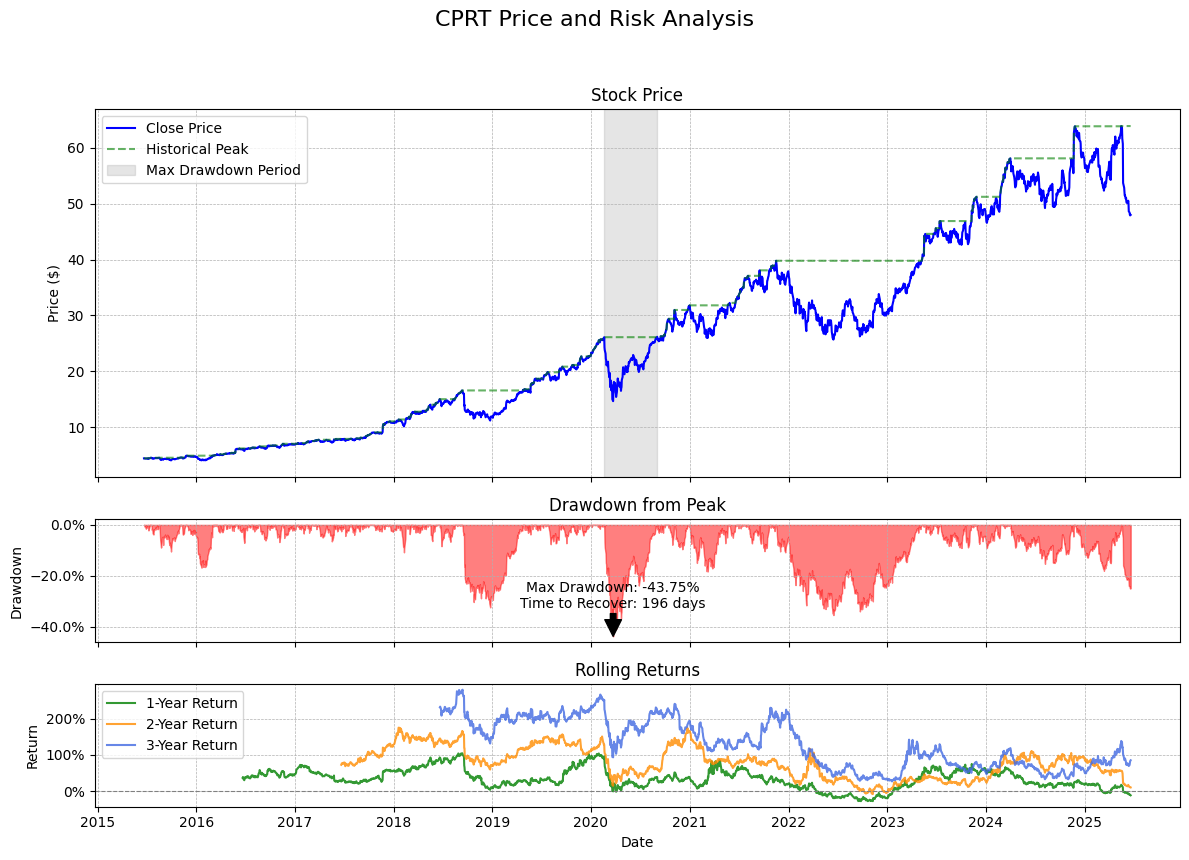 CPRT Price and Risk Analysis
Stock Price
Close Price
Historical Peak
Max Drawdown Period
Price ($)
60
50
40
30
20
10
Drawdown from Peak
Drawdown
0.0%
−20.0%
−40.0%
Max Drawdown: -43.75%
Time to Recover: 196 days
Rolling Returns
1-Year Return
2-Year Return
3-Year Return
Return
200%
100%
0%
2015 2016 2017 2018 2019 2020 2021 2022 2023 2024 2025
Date